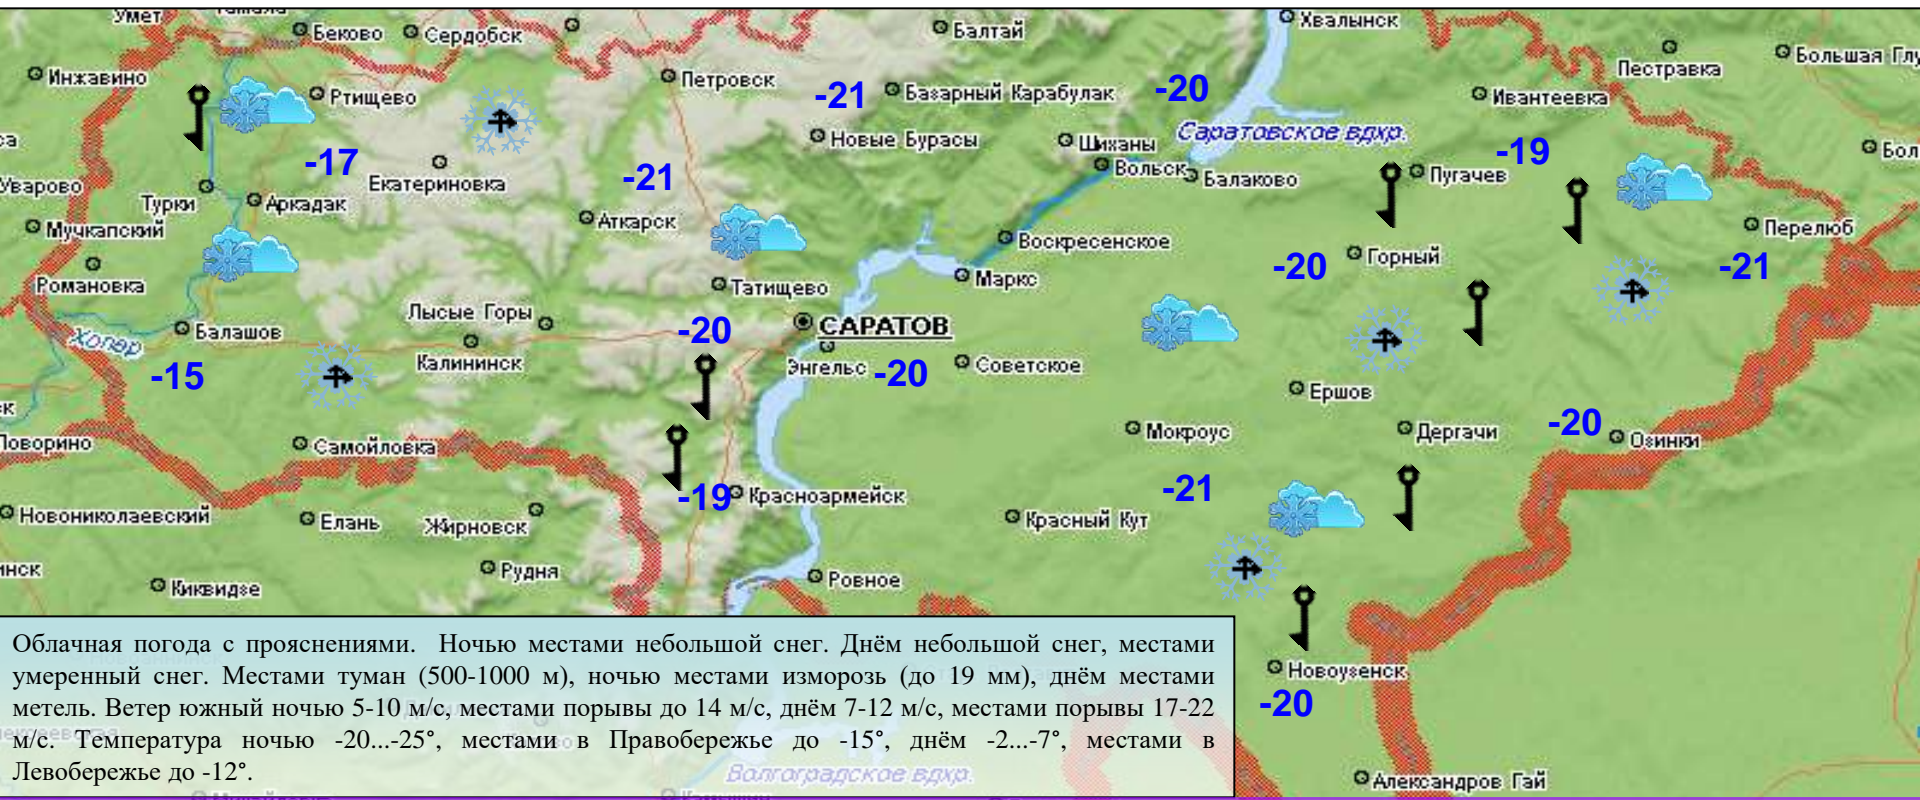 Умет
Беково
Сердобск
Балтай
Хвалынск
Инжавино
Ртищево
Петровск
-21
Базарный Карабулак
-20
Ивантеевка
Пестравка
Новые Бурасы
Шиханы
Саратовское вдхр.
-19
Уварово
-17
Екатериновка
-21
Вольск
Балаково
Пугачев
Турки
Аркадак
Мучкапский
Аткарск
Воскресенское
Перелюб
Романовка
Татищево
Маркс
-20
Горный
-21
Хопер
Балашов
Лысые Горы
-20
САРАТОВ
Калининск
Энгельс
-20
Советское
-15
Ершов
Поворино
Самойловка
Мокроус
Дергачи
-20
Озинки
-19
Красноармейск
-21
Новониколаевский
Елань
Жирновск
Красный Кут
Рудня
Киквидзе
Ровное
Новоузенск
-20
Облачная погода с прояснениями. Ночью местами небольшой снег. Днём небольшой снег, местами
умеренный снег. Местами туман (500-1000 м), ночью местами изморозь (до 19 мм), днём местами
метель. Ветер южный ночью 5-10 м/с, местами порывы до 14 м/с, днём 7-12 м/с, местами порывы 17-22
м/с. Температура ночью -20...-25°, местами в Правобережье до -15°, днём -2...-7°, местами в
Левобережье до -12°.
Волгоградское вдхр.
Александров Гай